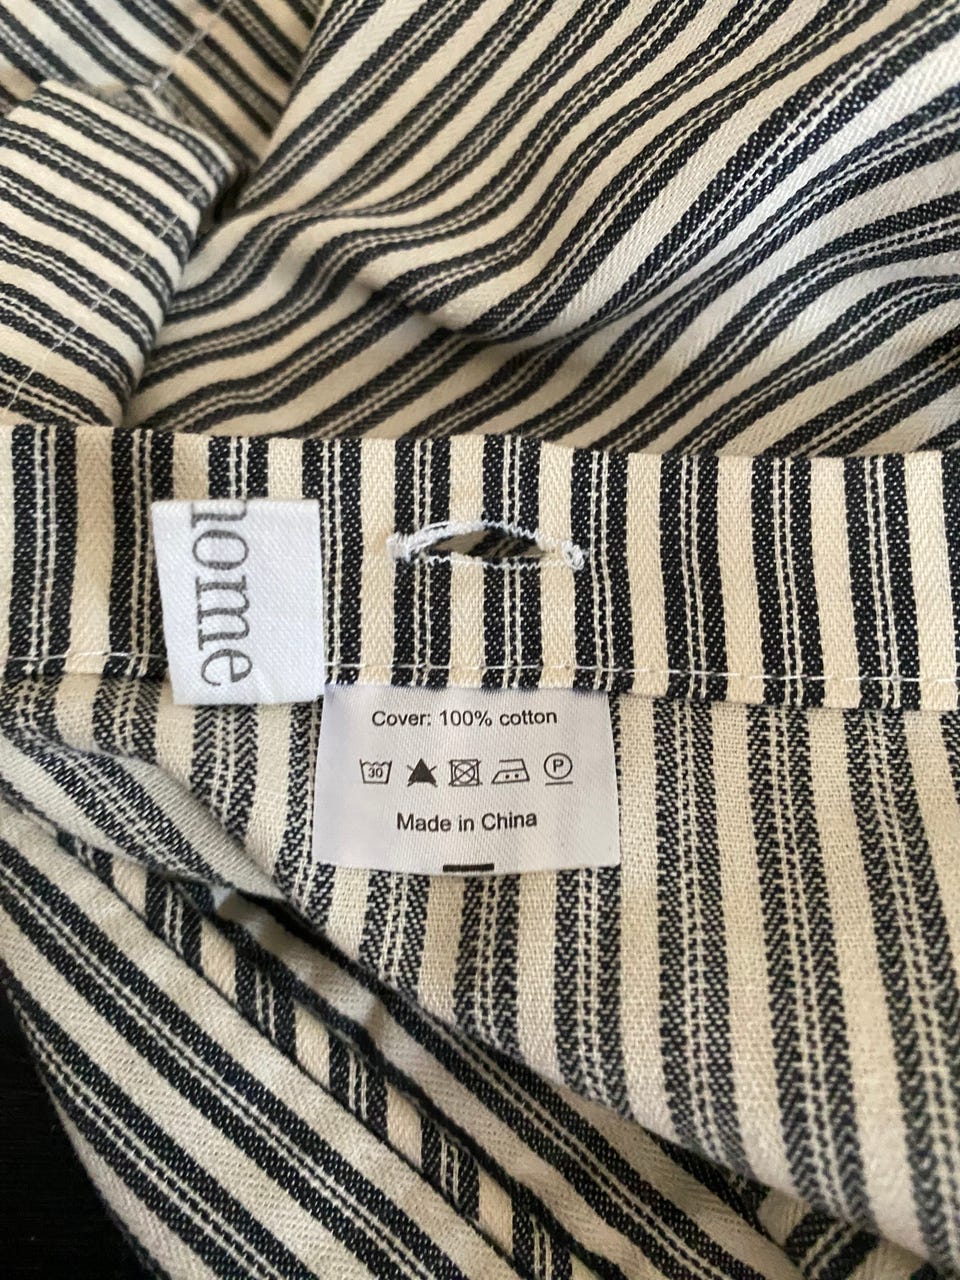 home
Cover: 100% cotton
30 P
Made in China